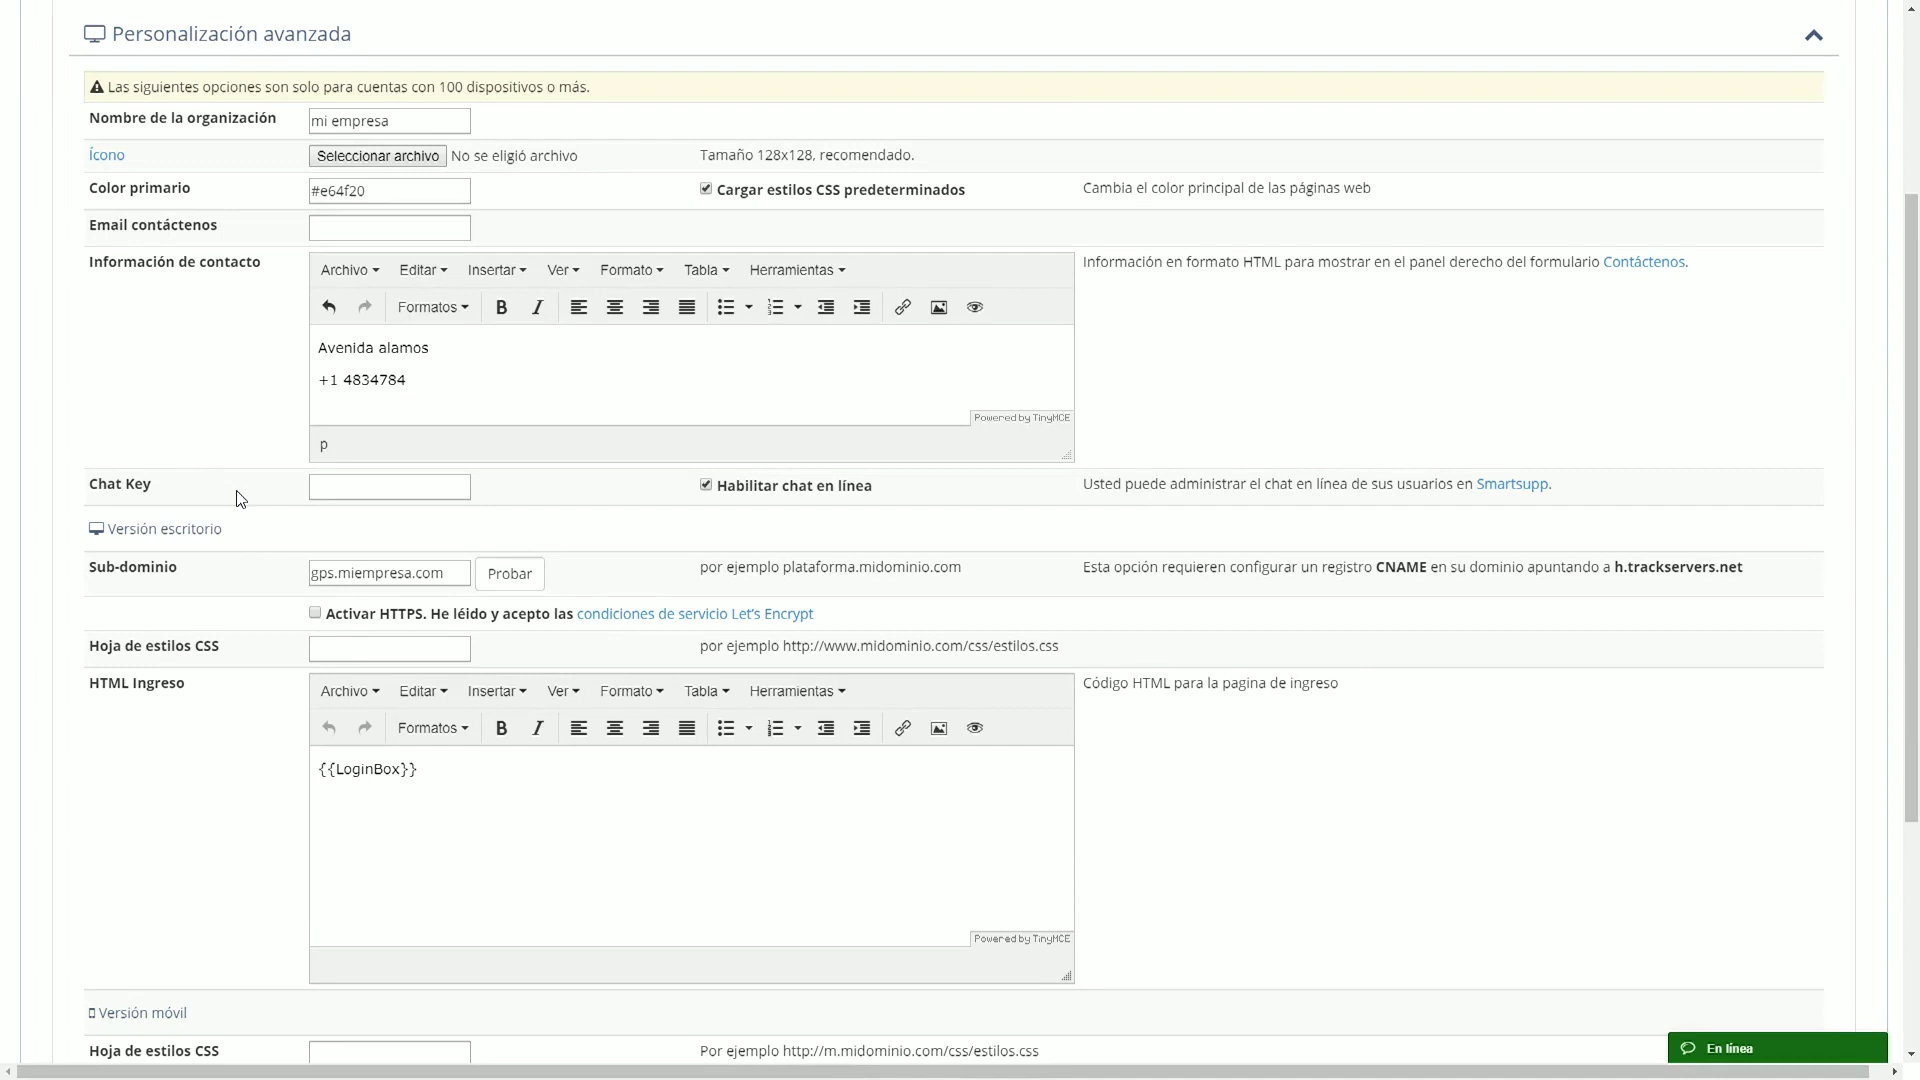 Personalización avanzada
Las siguientes opciones son solo para cuentas con 100 dispositivos o más.
Nombre de la organización mi empresa
Ícono Seleccionar archivo No se eligió archivo Tamaño 128x128, recomendado.
Color primario #e64f20 Cargar estilos CSS predeterminados Cambia el color principal de las páginas web
Email contáctenos
Información de contacto Archivo Editar Insertar Ver Formato Tabla Herramientas Información en formato HTML para mostrar en el panel derecho del formulario Contáctenos.
Formatos B I
Avenida alamos
+1 4834784
Powered by TinyMCE
p
Chat Key Habilitar chat en línea Usted puede administrar el chat en línea de sus usuarios en Smartsupp.
Versión escritorio
Sub-dominio gps.miempresa.com Probar por ejemplo plataforma.midominio.com Esta opción requieren configurar un registro CNAME en su dominio apuntando a h.trackservers.net
Activar HTTPS. He léido y acepto las condiciones de servicio Let's Encrypt
Hoja de estilos CSS por ejemplo http://www.midominio.com/css/estilos.css
HTML Ingreso Archivo Editar Insertar Ver Formato Tabla Herramientas Código HTML para la pagina de ingreso
Formatos B I
{{LoginBox}}
Powered by TinyMCE
Versión móvil
Hoja de estilos CSS Por ejemplo http://m.midominio.com/css/estilos.css
En línea